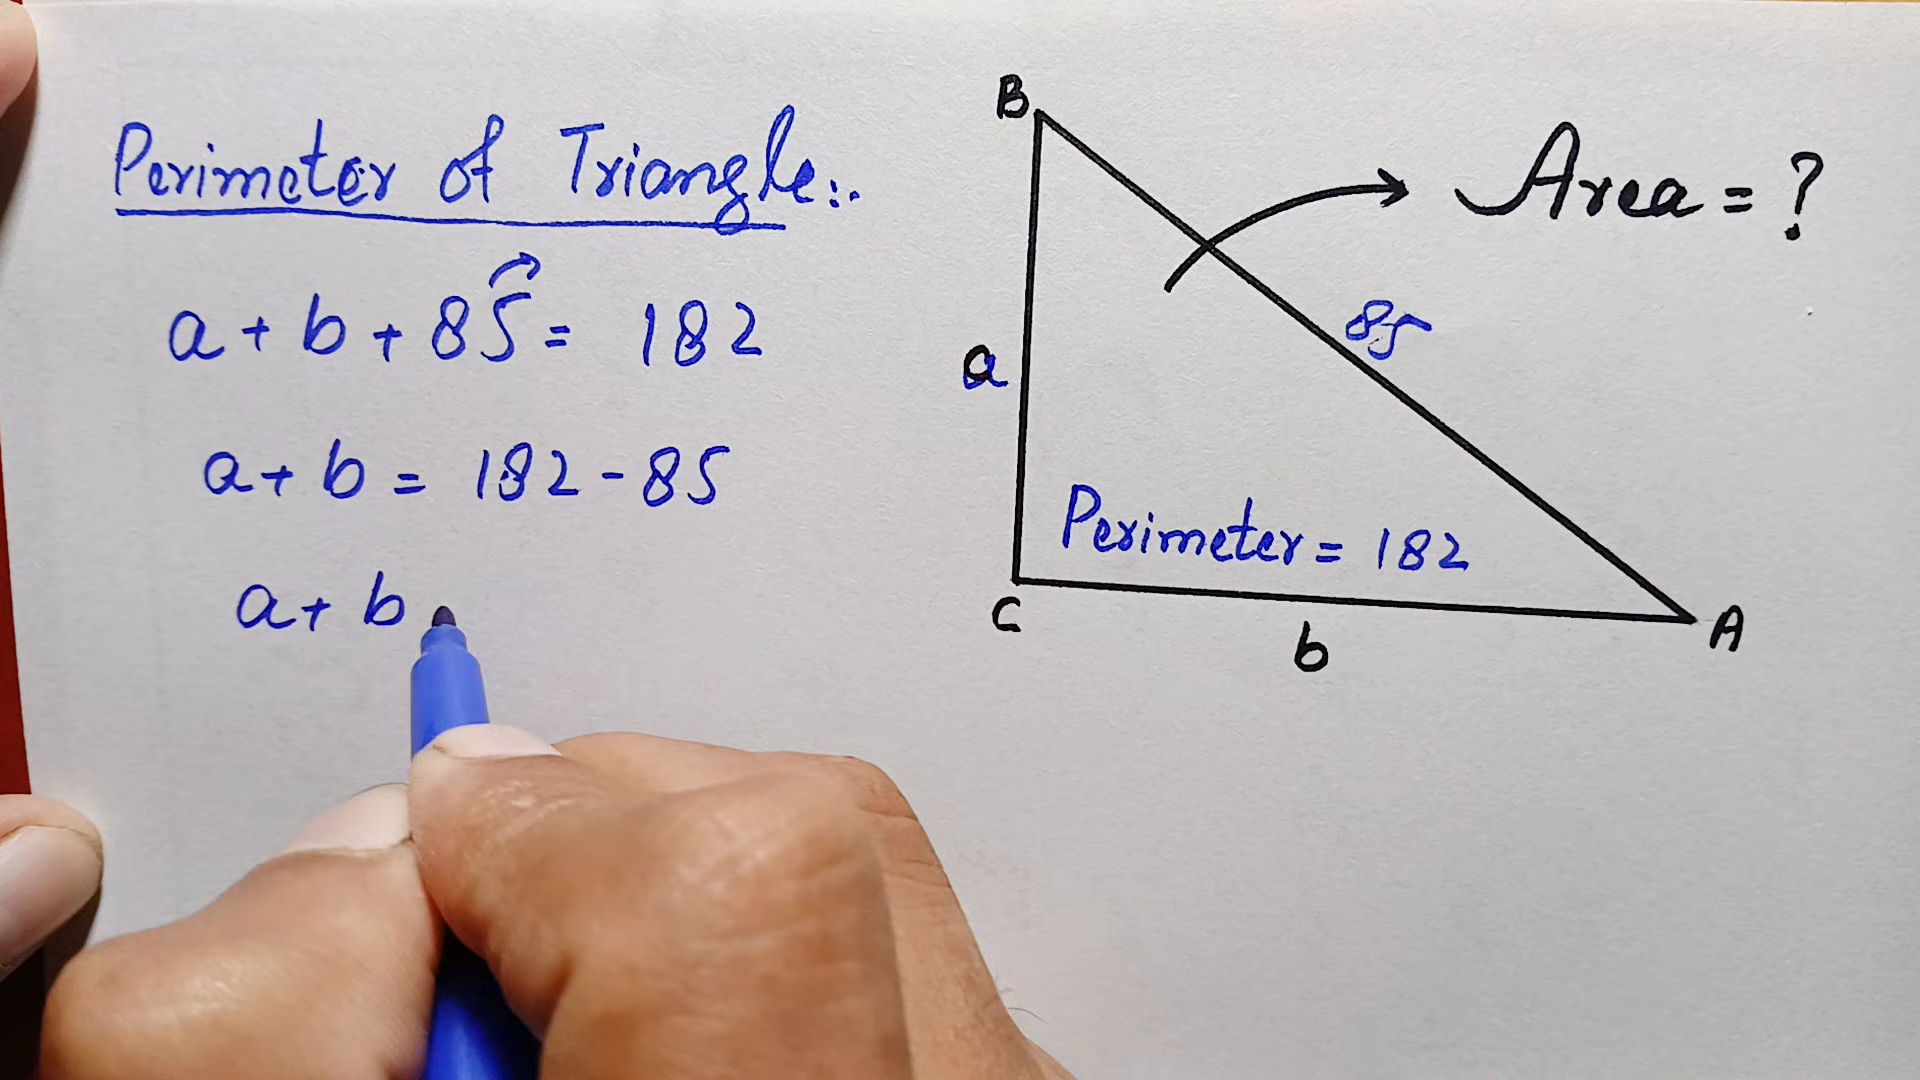 Perimeter of Triangle:.
a + b + 85 = 182
a + b = 182 - 85
a + b
B
Area = ?
85
a
Perimeter = 182
C
b
A